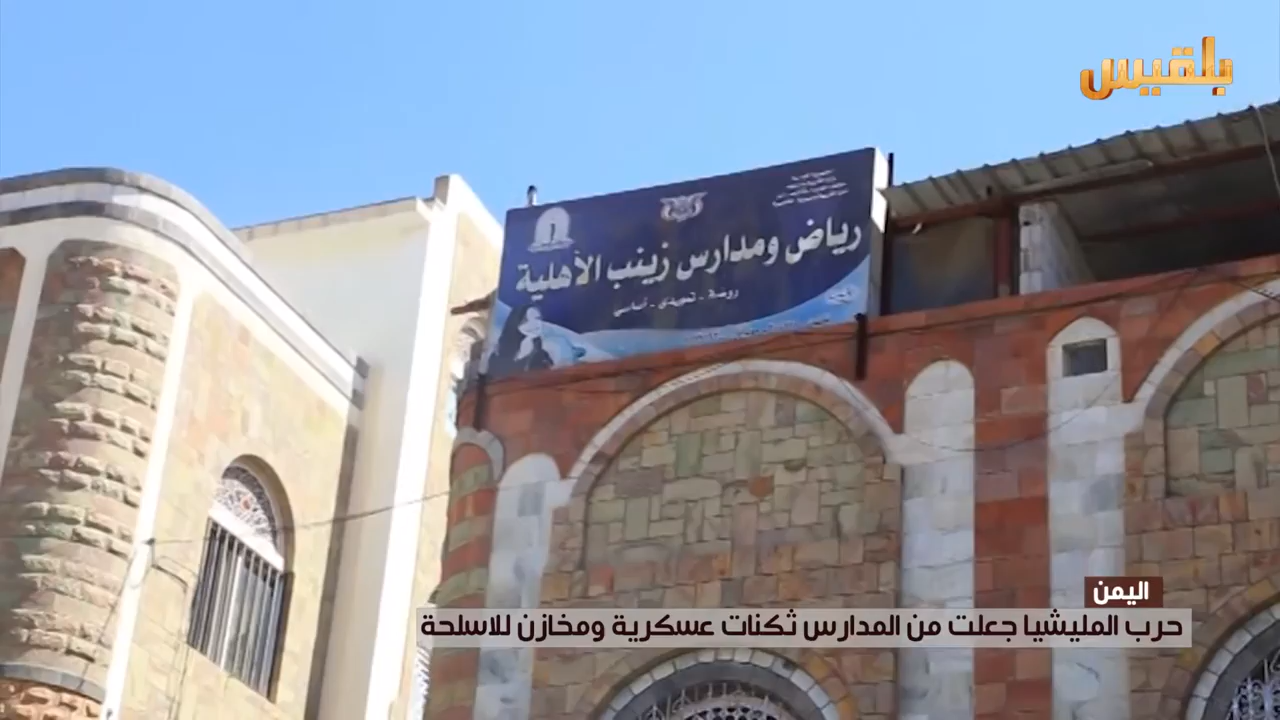 بلقيس
رياض ومدارس زينب الأهلية
روضة - تمهيدي - أساسي
اليمن
حرب المليشيا جعلت من المدارس ثكنات عسكرية ومخازن للاسلحة